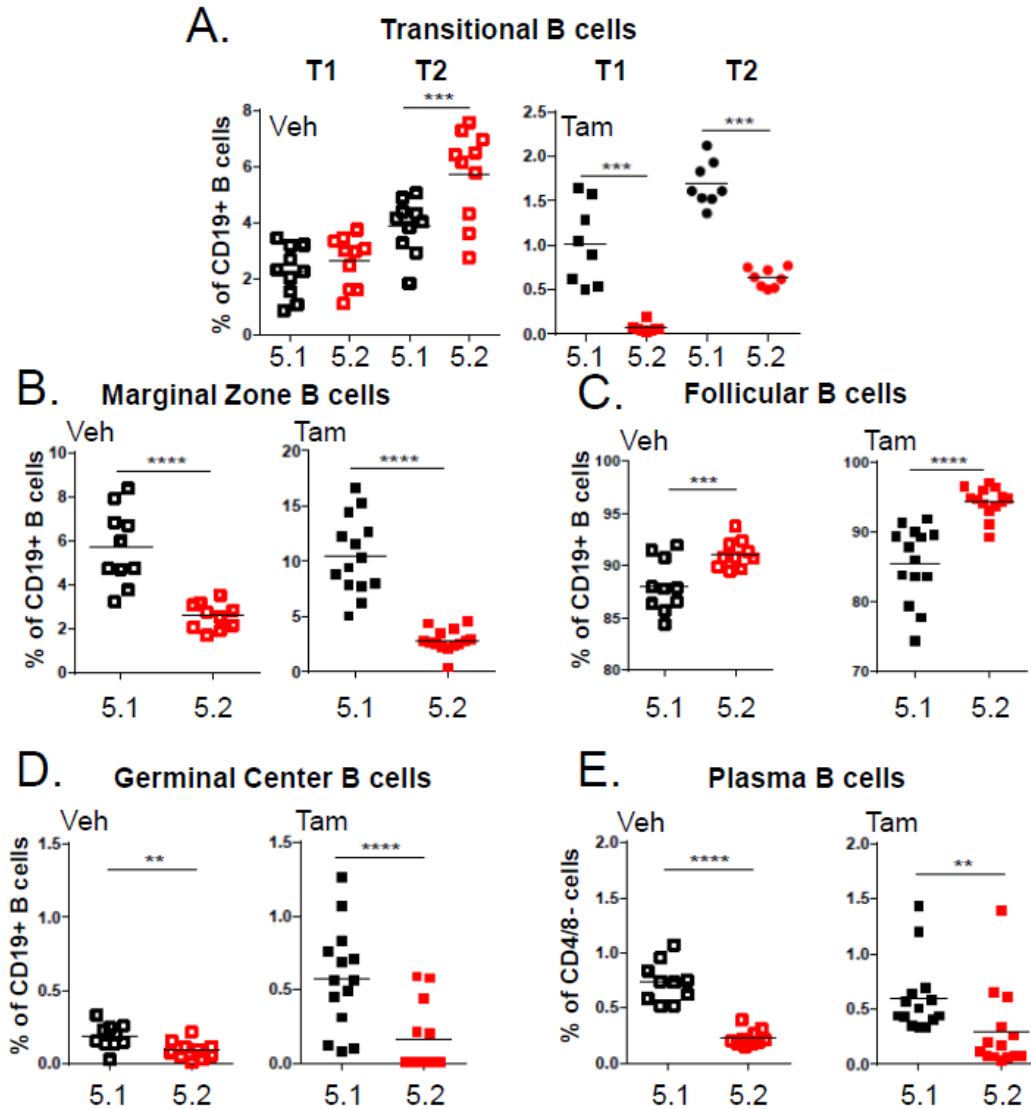 A. Transitional B cells
T1 T2 T1 T2
% of CD19+ B cells
Veh
***
8
6
4
2
0
5.1 5.2 5.1 5.2
Tam
***
***
2.5
2.0
1.5
1.0
0.5
0.0
5.1 5.2 5.1 5.2
B. Marginal Zone B cells
% of CD19+ B cells
Veh
****
10
8
6
4
2
0
5.1 5.2
Tam
****
20
15
10
5
0
5.1 5.2
C. Follicular B cells
% of CD19+ B cells
Veh
***
100
95
90
85
80
5.1 5.2
Tam
****
100
90
80
70
5.1 5.2
D. Germinal Center B cells
% of CD19+ B cells
Veh
**
1.5
1.0
0.5
0.0
5.1 5.2
Tam
****
1.5
1.0
0.5
0.0
5.1 5.2
E. Plasma B cells
% of CD4/8- cells
Veh
****
2.0
1.5
1.0
0.5
0.0
5.1 5.2
Tam
**
2.0
1.5
1.0
0.5
0.0
5.1 5.2